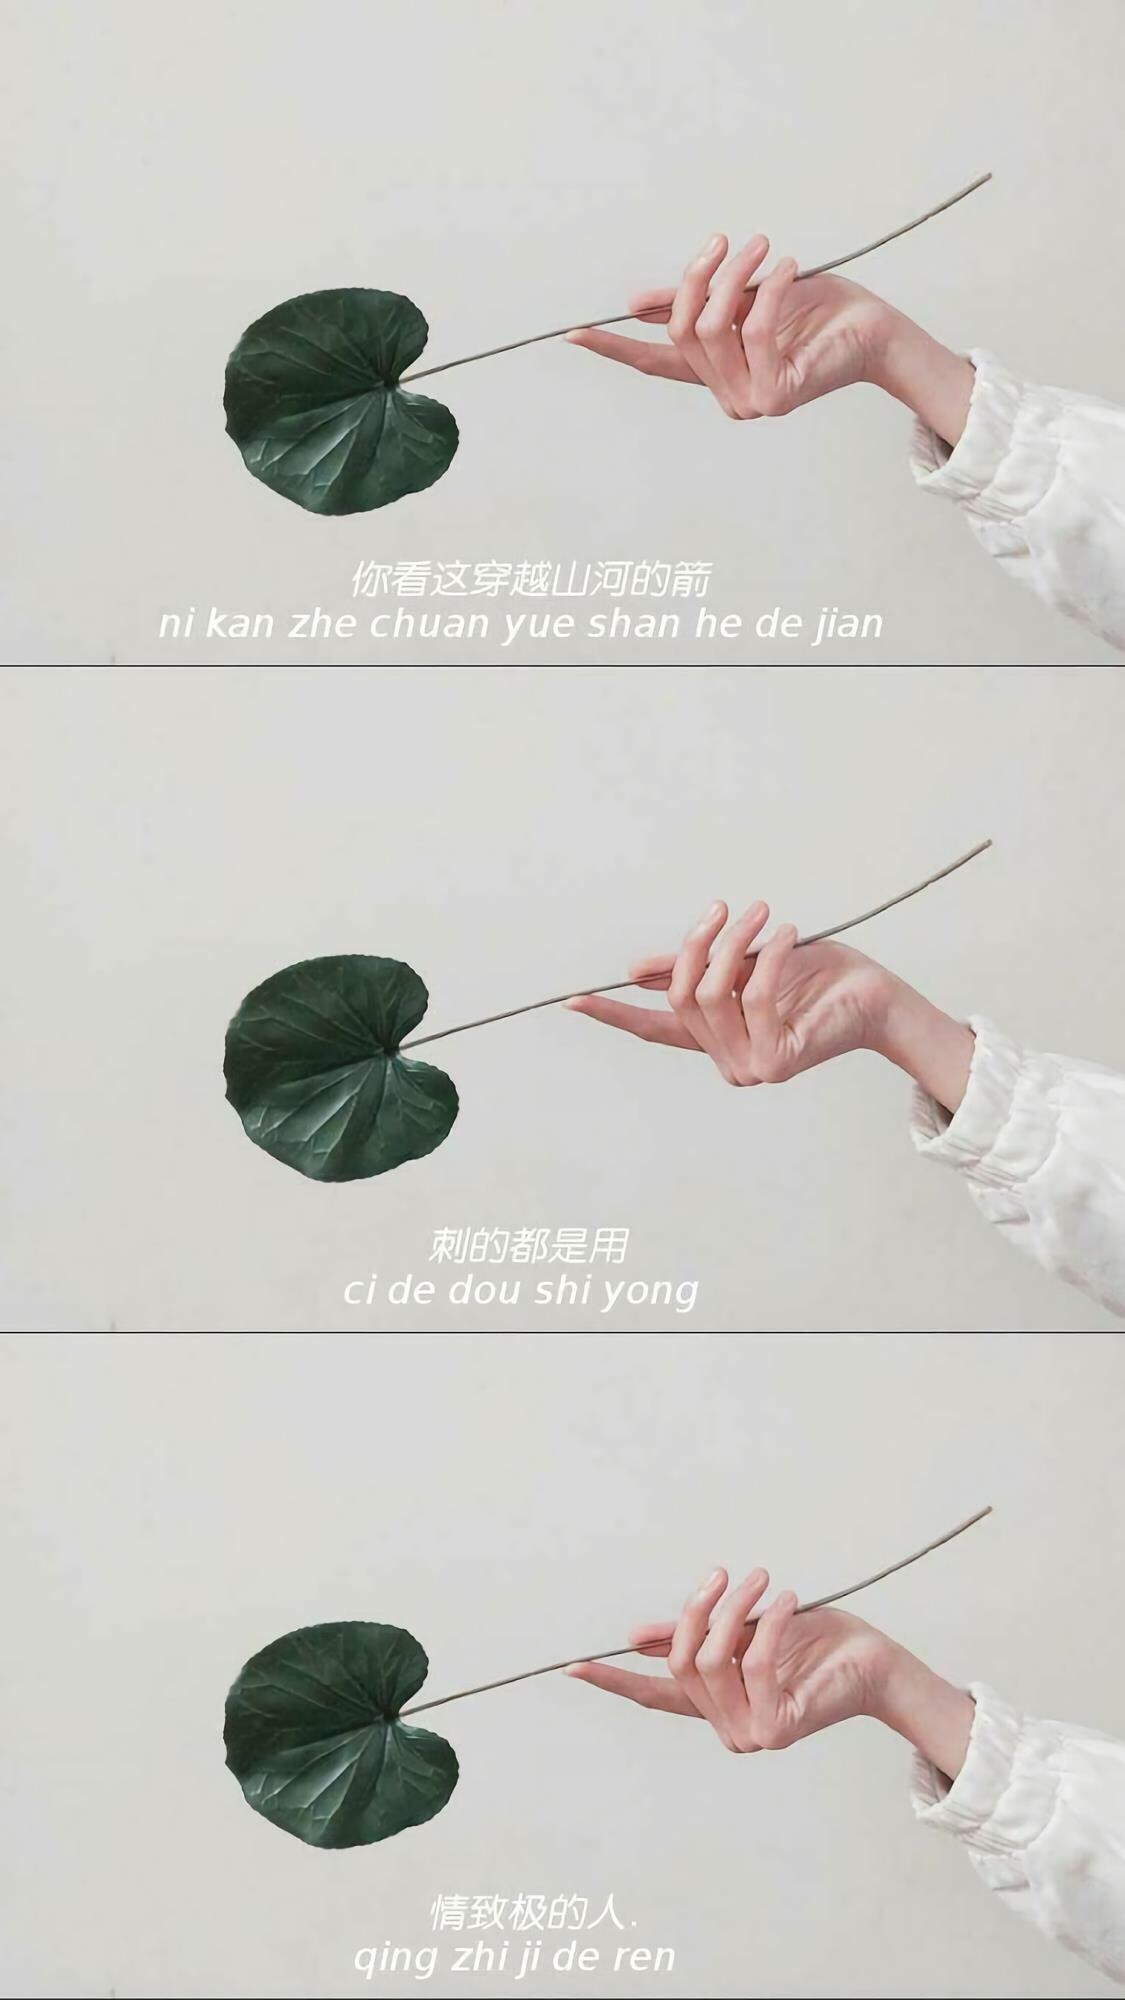 你看这穿越山河的箭
ni kan zhe chuan yue shan he de jian
刺的都是用
ci de dou shi yong
情致极的人.
qing zhi ji de ren